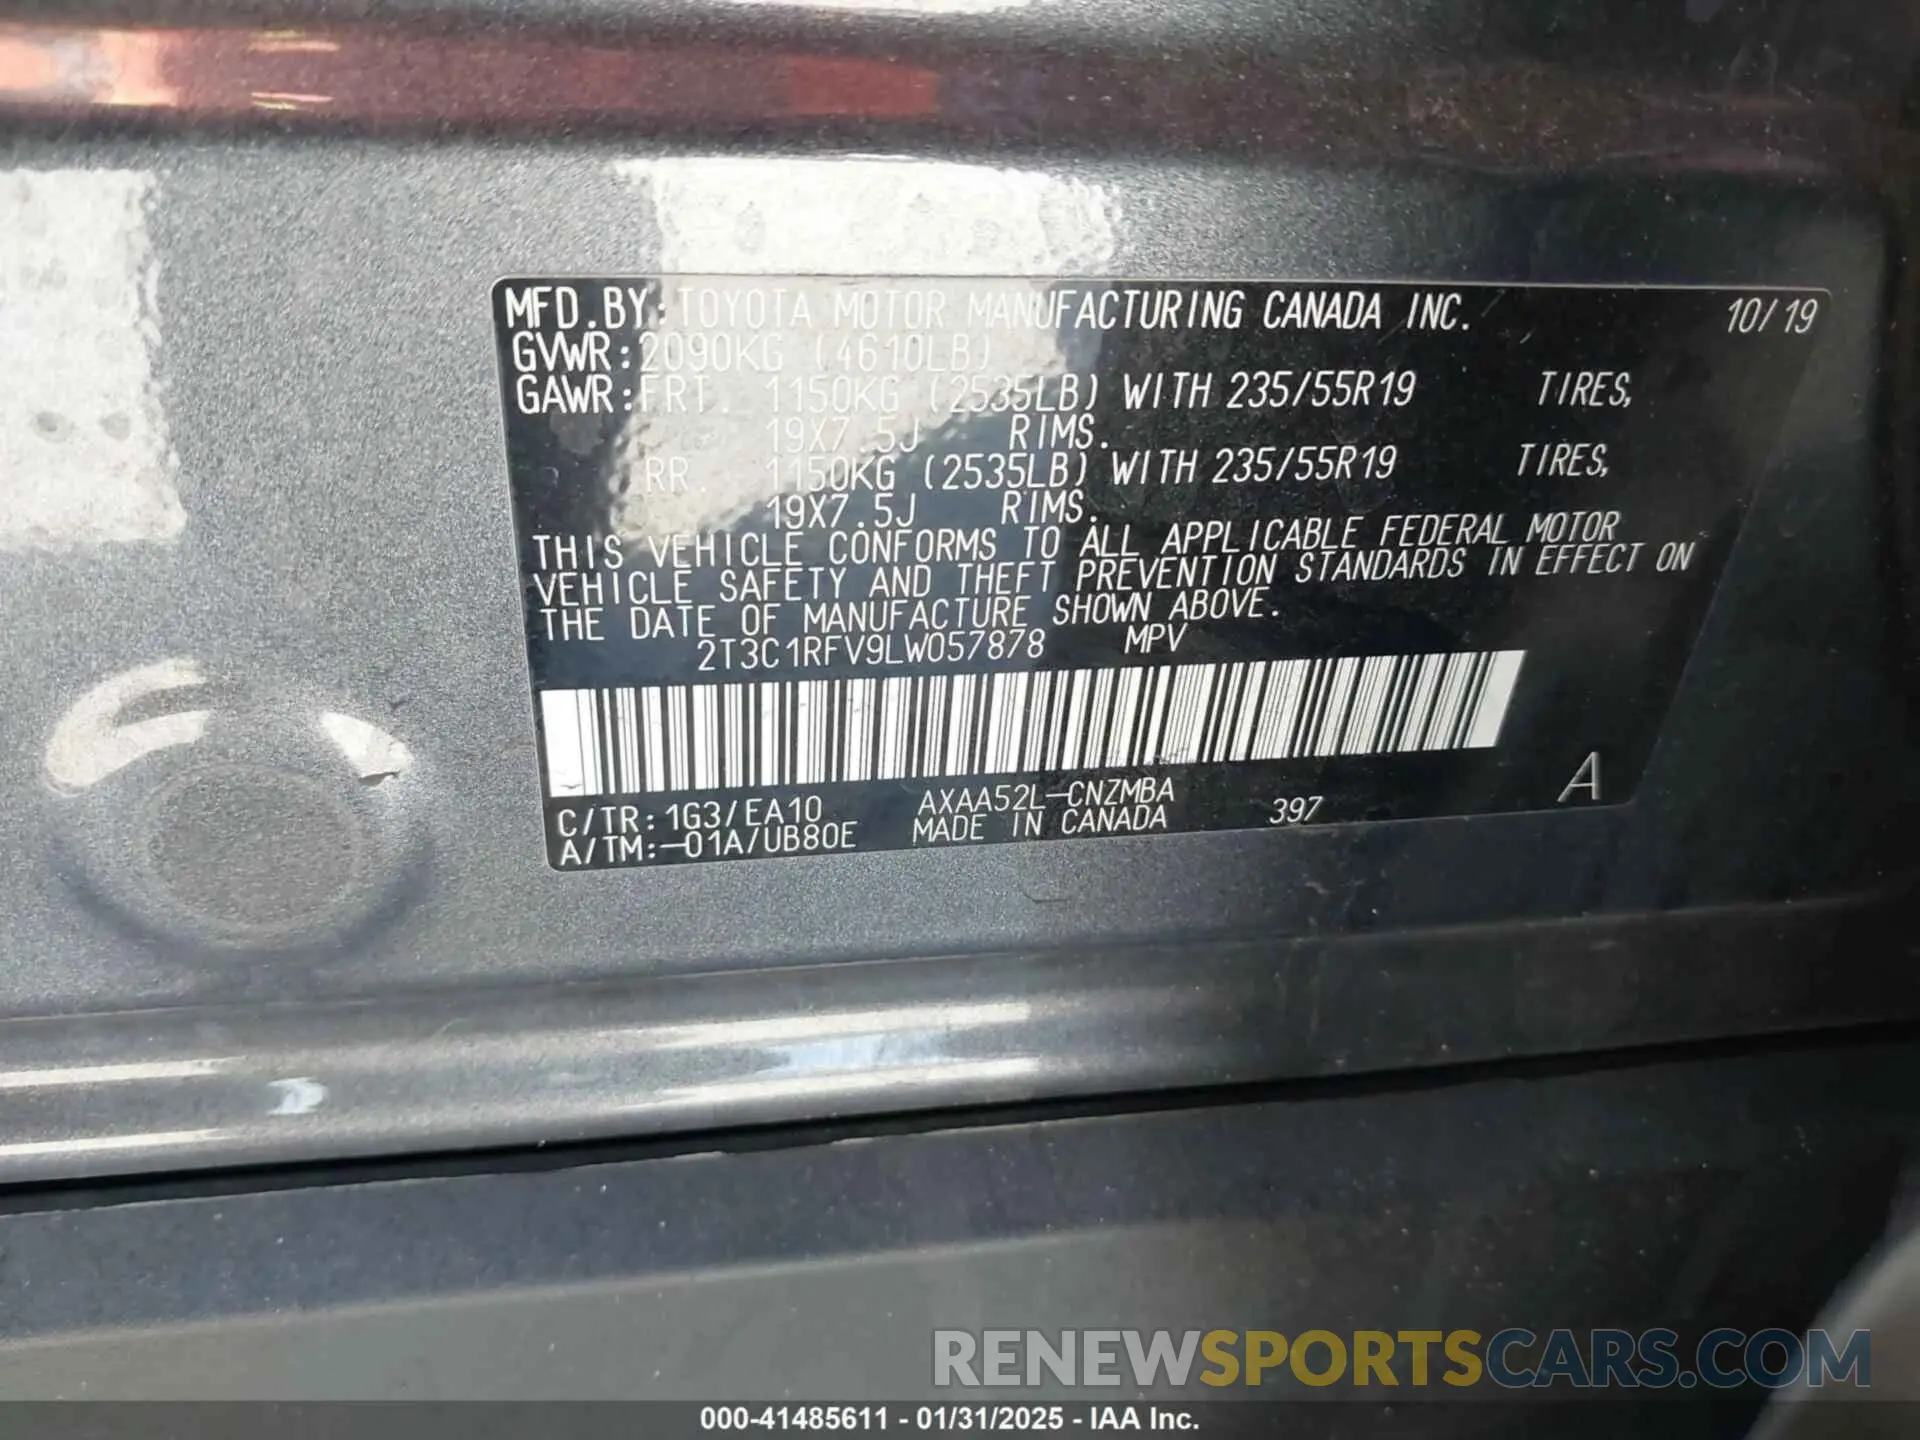 MFD.BY:TOYOTA MOTOR MANUFACTURING CANADA INC. 10/19
GVWR:2090KG (4610LB)
GAWR:FRT. 1150KG (2535LB) WITH 235/55R19 TIRES,
19X7.5J RIMS.
RR. 1150KG (2535LB) WITH 235/55R19 TIRES,
19X7.5J RIMS.
THIS VEHICLE CONFORMS TO ALL APPLICABLE FEDERAL MOTOR
VEHICLE SAFETY AND THEFT PREVENTION STANDARDS IN EFFECT ON
THE DATE OF MANUFACTURE SHOWN ABOVE.
2T3C1RFV9LW057878 MPV
C/TR:1G3/EA10 AXAA52L-CNZMBA 397 A
A/TM:-01A/UB80E MADE IN CANADA
RENEWSPORTSCARS.COM
000-41485611 - 01/31/2025 - IAA Inc.